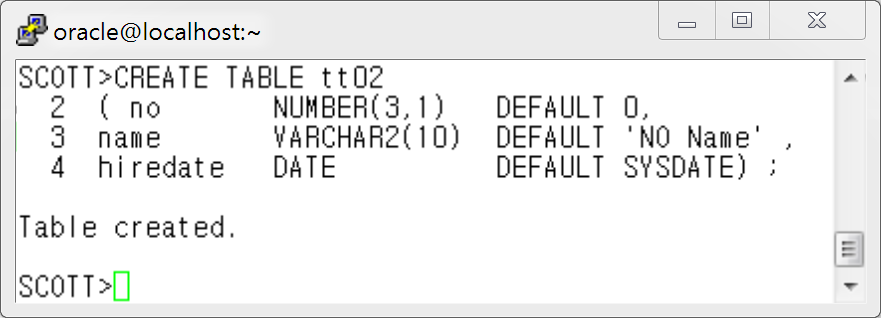 oracle@localhost:~
SCOTT>CREATE TABLE tt02
2 ( no NUMBER(3,1) DEFAULT 0,
3 name VARCHAR2(10) DEFAULT 'NO Name' ,
4 hiredate DATE DEFAULT SYSDATE) ;
Table created.
SCOTT>